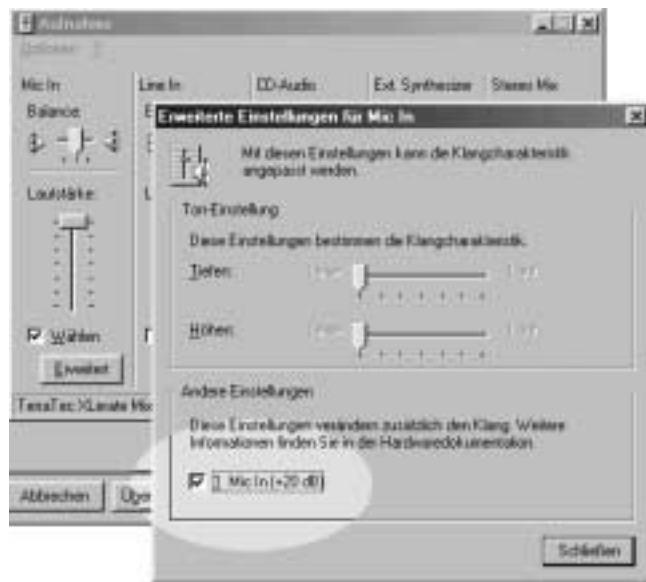 Aufnahme
Optionen ?
Mic In
Line In
CD-Audio
Ext. Synthesizer
Stereo Mix
Balance:
Lautstärke:
L
Wählen
Erweitert
TerraTec XLerate Mix
Abbrechen
Erweiterte Einstellungen für Mic In
Mit diesen Einstellungen kann die Klangcharakteristik
angepasst werden.
Ton-Einstellung
Diese Einstellungen bestimmen die Klangcharakteristik.
Tiefen:
Höhen:
Andere Einstellungen
Diese Einstellungen verändern zusätzlich den Klang. Weitere
Informationen finden Sie in der Hardwaredokumentation.
1 Mic In (+20 dB)
Schließen